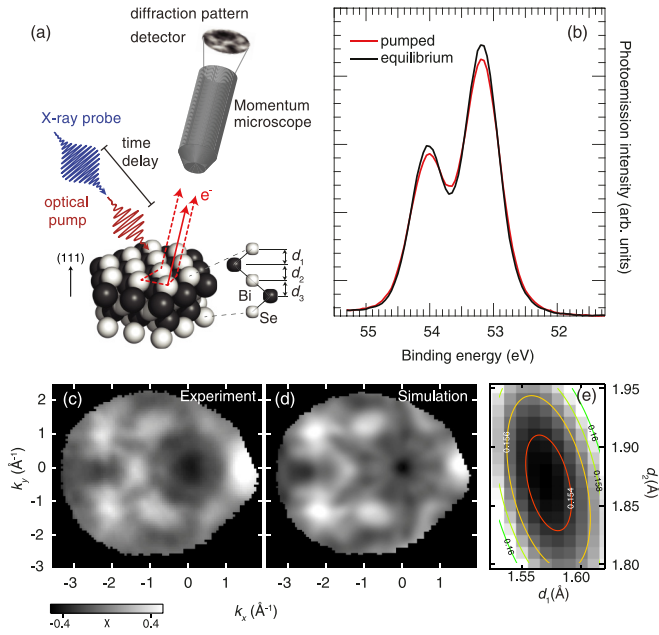 (a)
diffraction pattern
detector
Momentum
microscope
X-ray probe
time
delay
optical
pump
e-
(111)
d1
d2
d3
Bi
Se
(b)
pumped
equilibrium
Photoemission intensity (arb. units)
55
54
53
52
Binding energy (eV)
(c)
Experiment
2
1
0
-1
-2
-3
ky (Å-1)
-3
-2
-1
0
1
(d)
Simulation
-3
-2
-1
0
1
kx (Å-1)
-0.4
χ
0.4
(e)
0.16
0.158
0.156
0.154
0.16
1.95
1.90
1.85
1.80
d2(Å)
1.55
1.60
d1(Å)